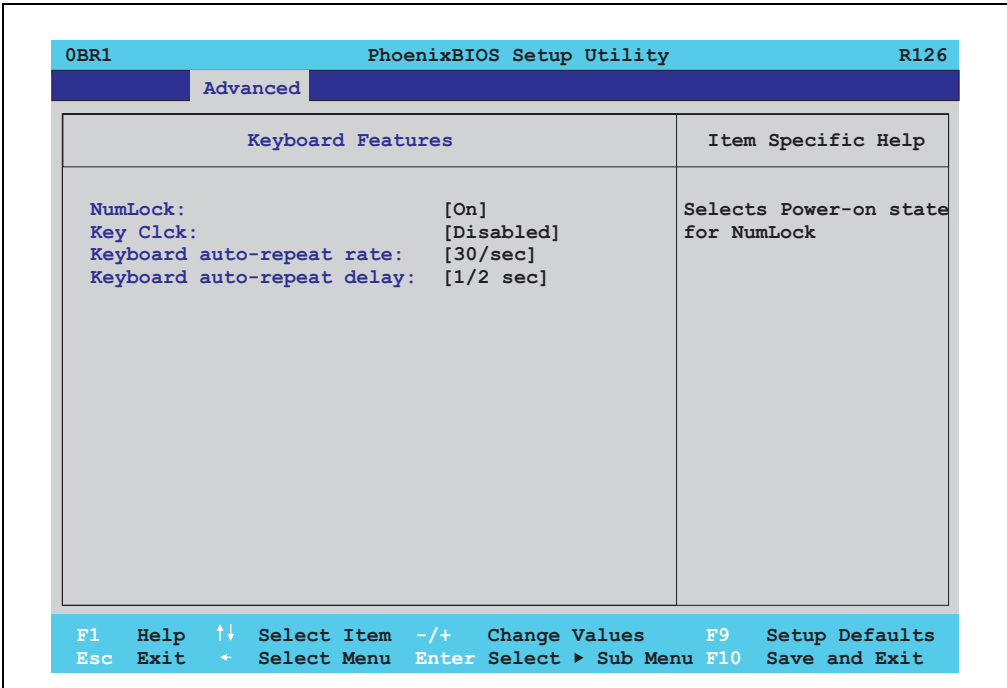 0BR1 PhoenixBIOS Setup Utility R126
Advanced
Keyboard Features Item Specific Help
NumLock: [On] Selects Power-on state
Key Clck: [Disabled] for NumLock
Keyboard auto-repeat rate: [30/sec]
Keyboard auto-repeat delay: [1/2 sec]
F1 Help ↑↓ Select Item -/+ Change Values F9 Setup Defaults
Esc Exit ← Select Menu Enter Select ▶ Sub Menu F10 Save and Exit